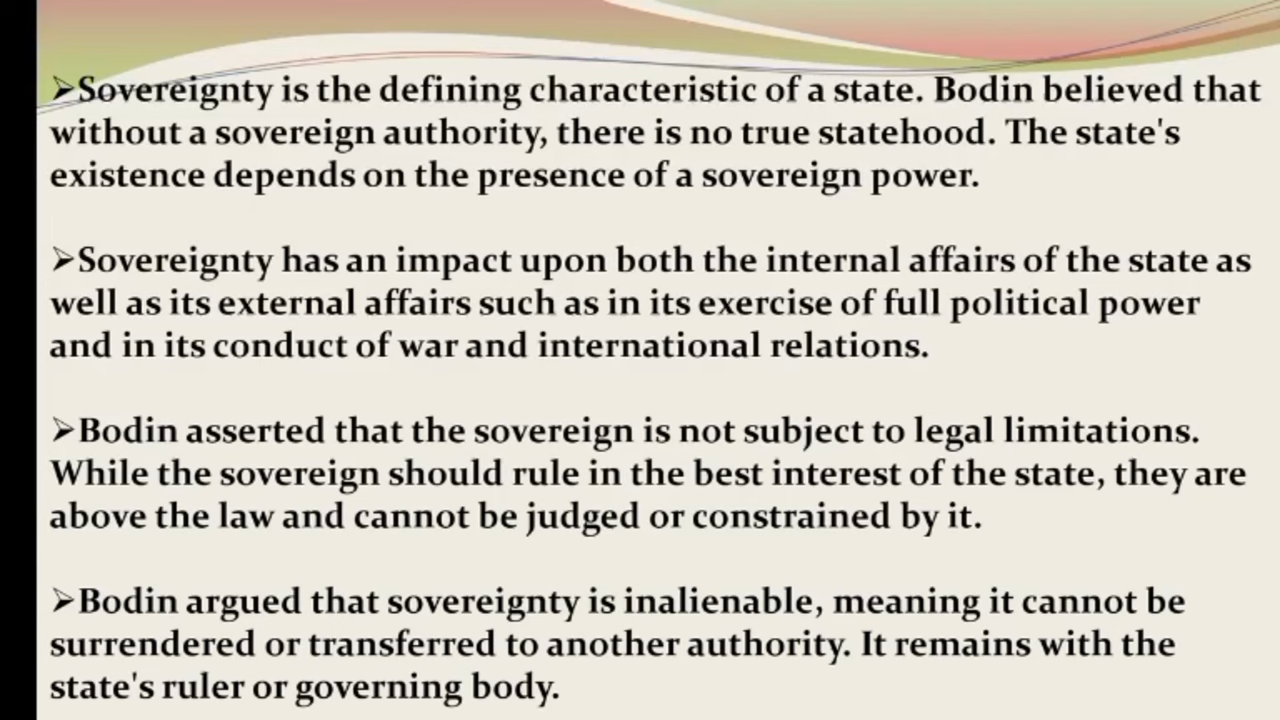 ➢Sovereignty is the defining characteristic of a state. Bodin believed that
without a sovereign authority, there is no true statehood. The state's
existence depends on the presence of a sovereign power.
➢Sovereignty has an impact upon both the internal affairs of the state as
well as its external affairs such as in its exercise of full political power
and in its conduct of war and international relations.
➢Bodin asserted that the sovereign is not subject to legal limitations.
While the sovereign should rule in the best interest of the state, they are
above the law and cannot be judged or constrained by it.
➢Bodin argued that sovereignty is inalienable, meaning it cannot be
surrendered or transferred to another authority. It remains with the
state's ruler or governing body.